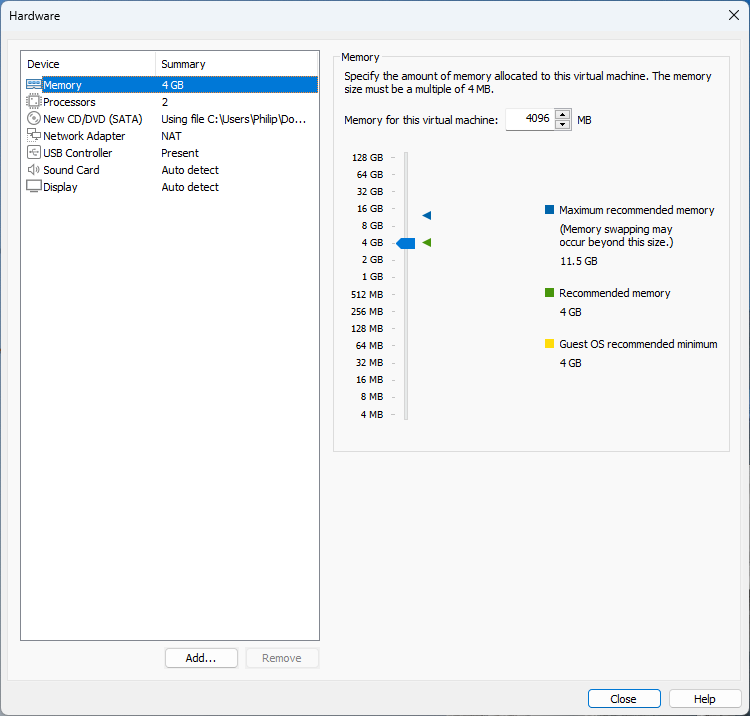 Hardware
Device Summary
Memory 4 GB
Processors 2
New CD/DVD (SATA) Using file C:\Users\Philip\Do...
Network Adapter NAT
USB Controller Present
Sound Card Auto detect
Display Auto detect
Add... Remove
Memory
Specify the amount of memory allocated to this virtual machine. The memory
size must be a multiple of 4 MB.
Memory for this virtual machine: 4096 MB
128 GB
64 GB
32 GB
16 GB
8 GB
4 GB
2 GB
1 GB
512 MB
256 MB
128 MB
64 MB
32 MB
16 MB
8 MB
4 MB
Maximum recommended memory
(Memory swapping may
occur beyond this size.)
11.5 GB
Recommended memory
4 GB
Guest OS recommended minimum
4 GB
Close Help